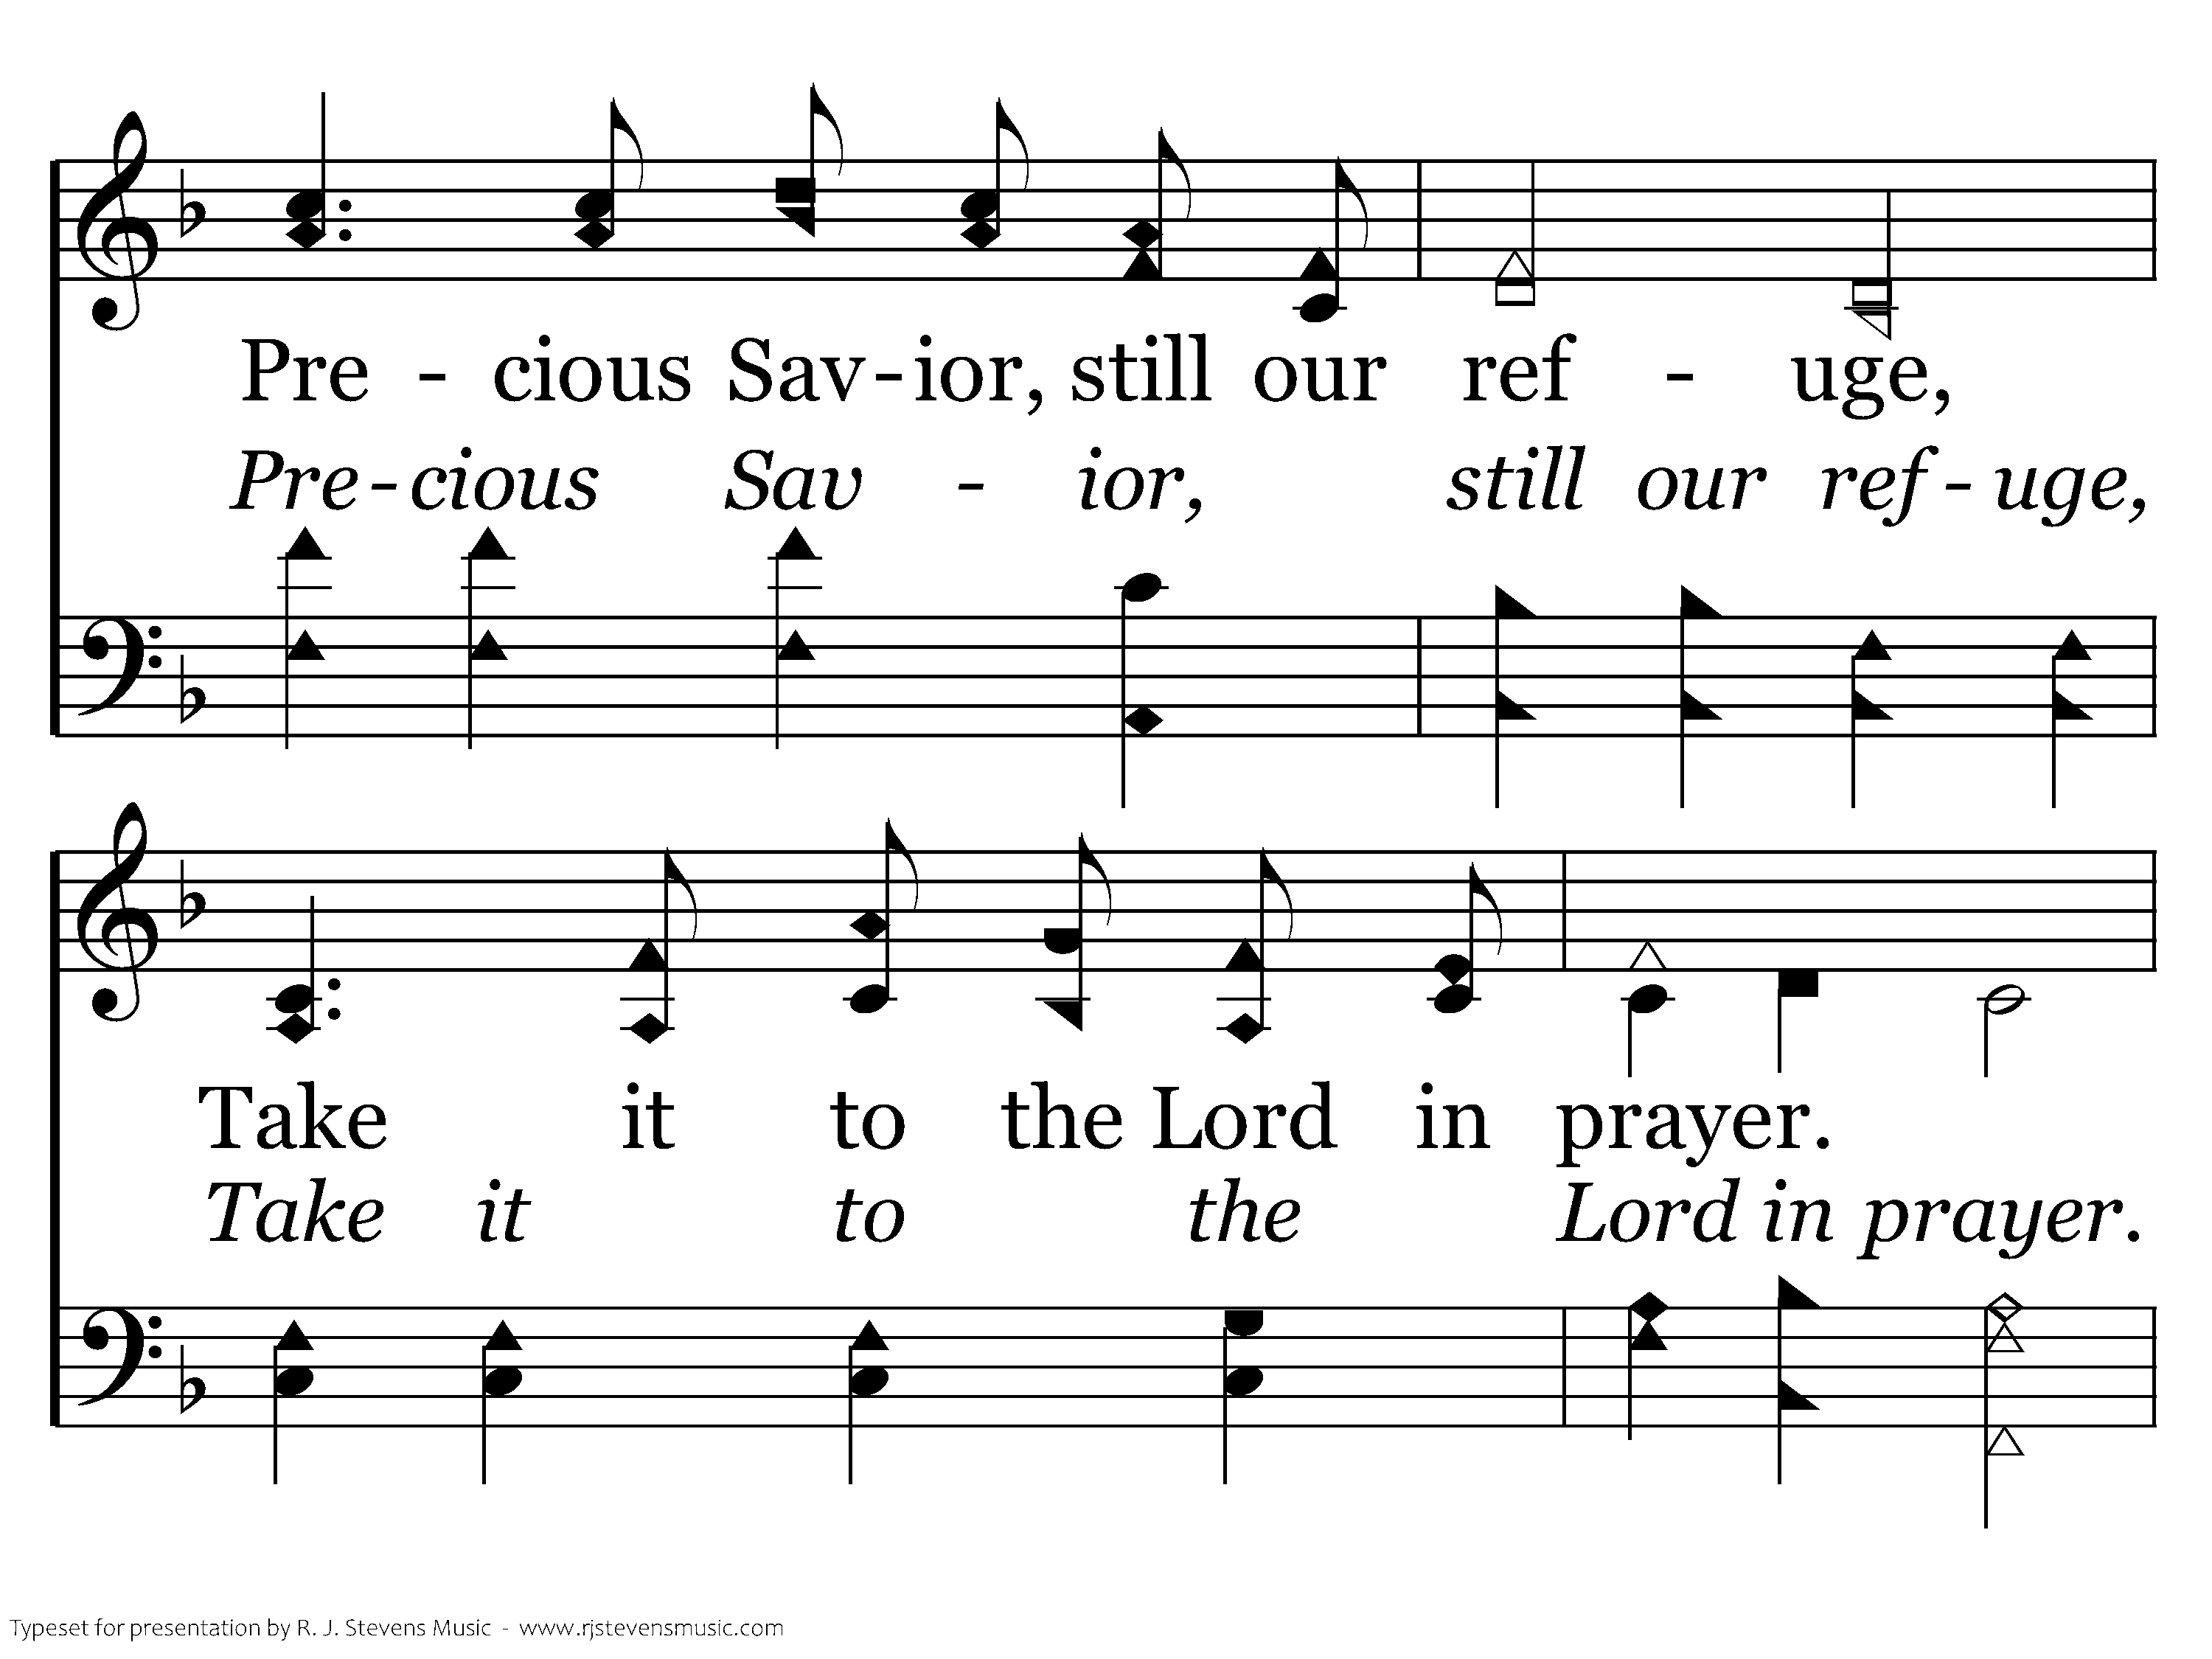 Pre - cious Sav-ior, still our ref - uge,
Pre-cious Sav - ior, still our ref-uge,
Take it to the Lord in prayer.
Take it to the Lord in prayer.
Typeset for presentation by R. J. Stevens Music - www.rjstevensmusic.com